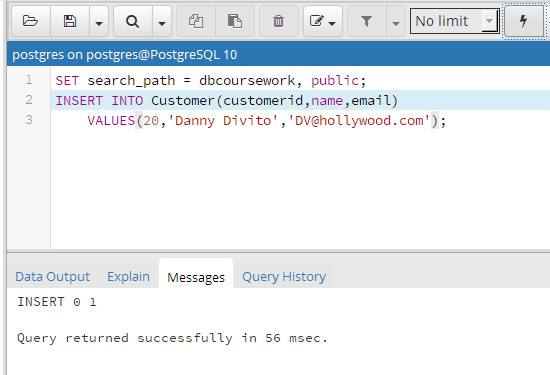 No limit
postgres on postgres@PostgreSQL 10
1 SET search_path = dbcoursework, public;
2 INSERT INTO Customer(customerid,name,email)
3 VALUES(20,'Danny Divito','DV@hollywood.com');
Data Output Explain Messages Query History
INSERT 0 1
Query returned successfully in 56 msec.